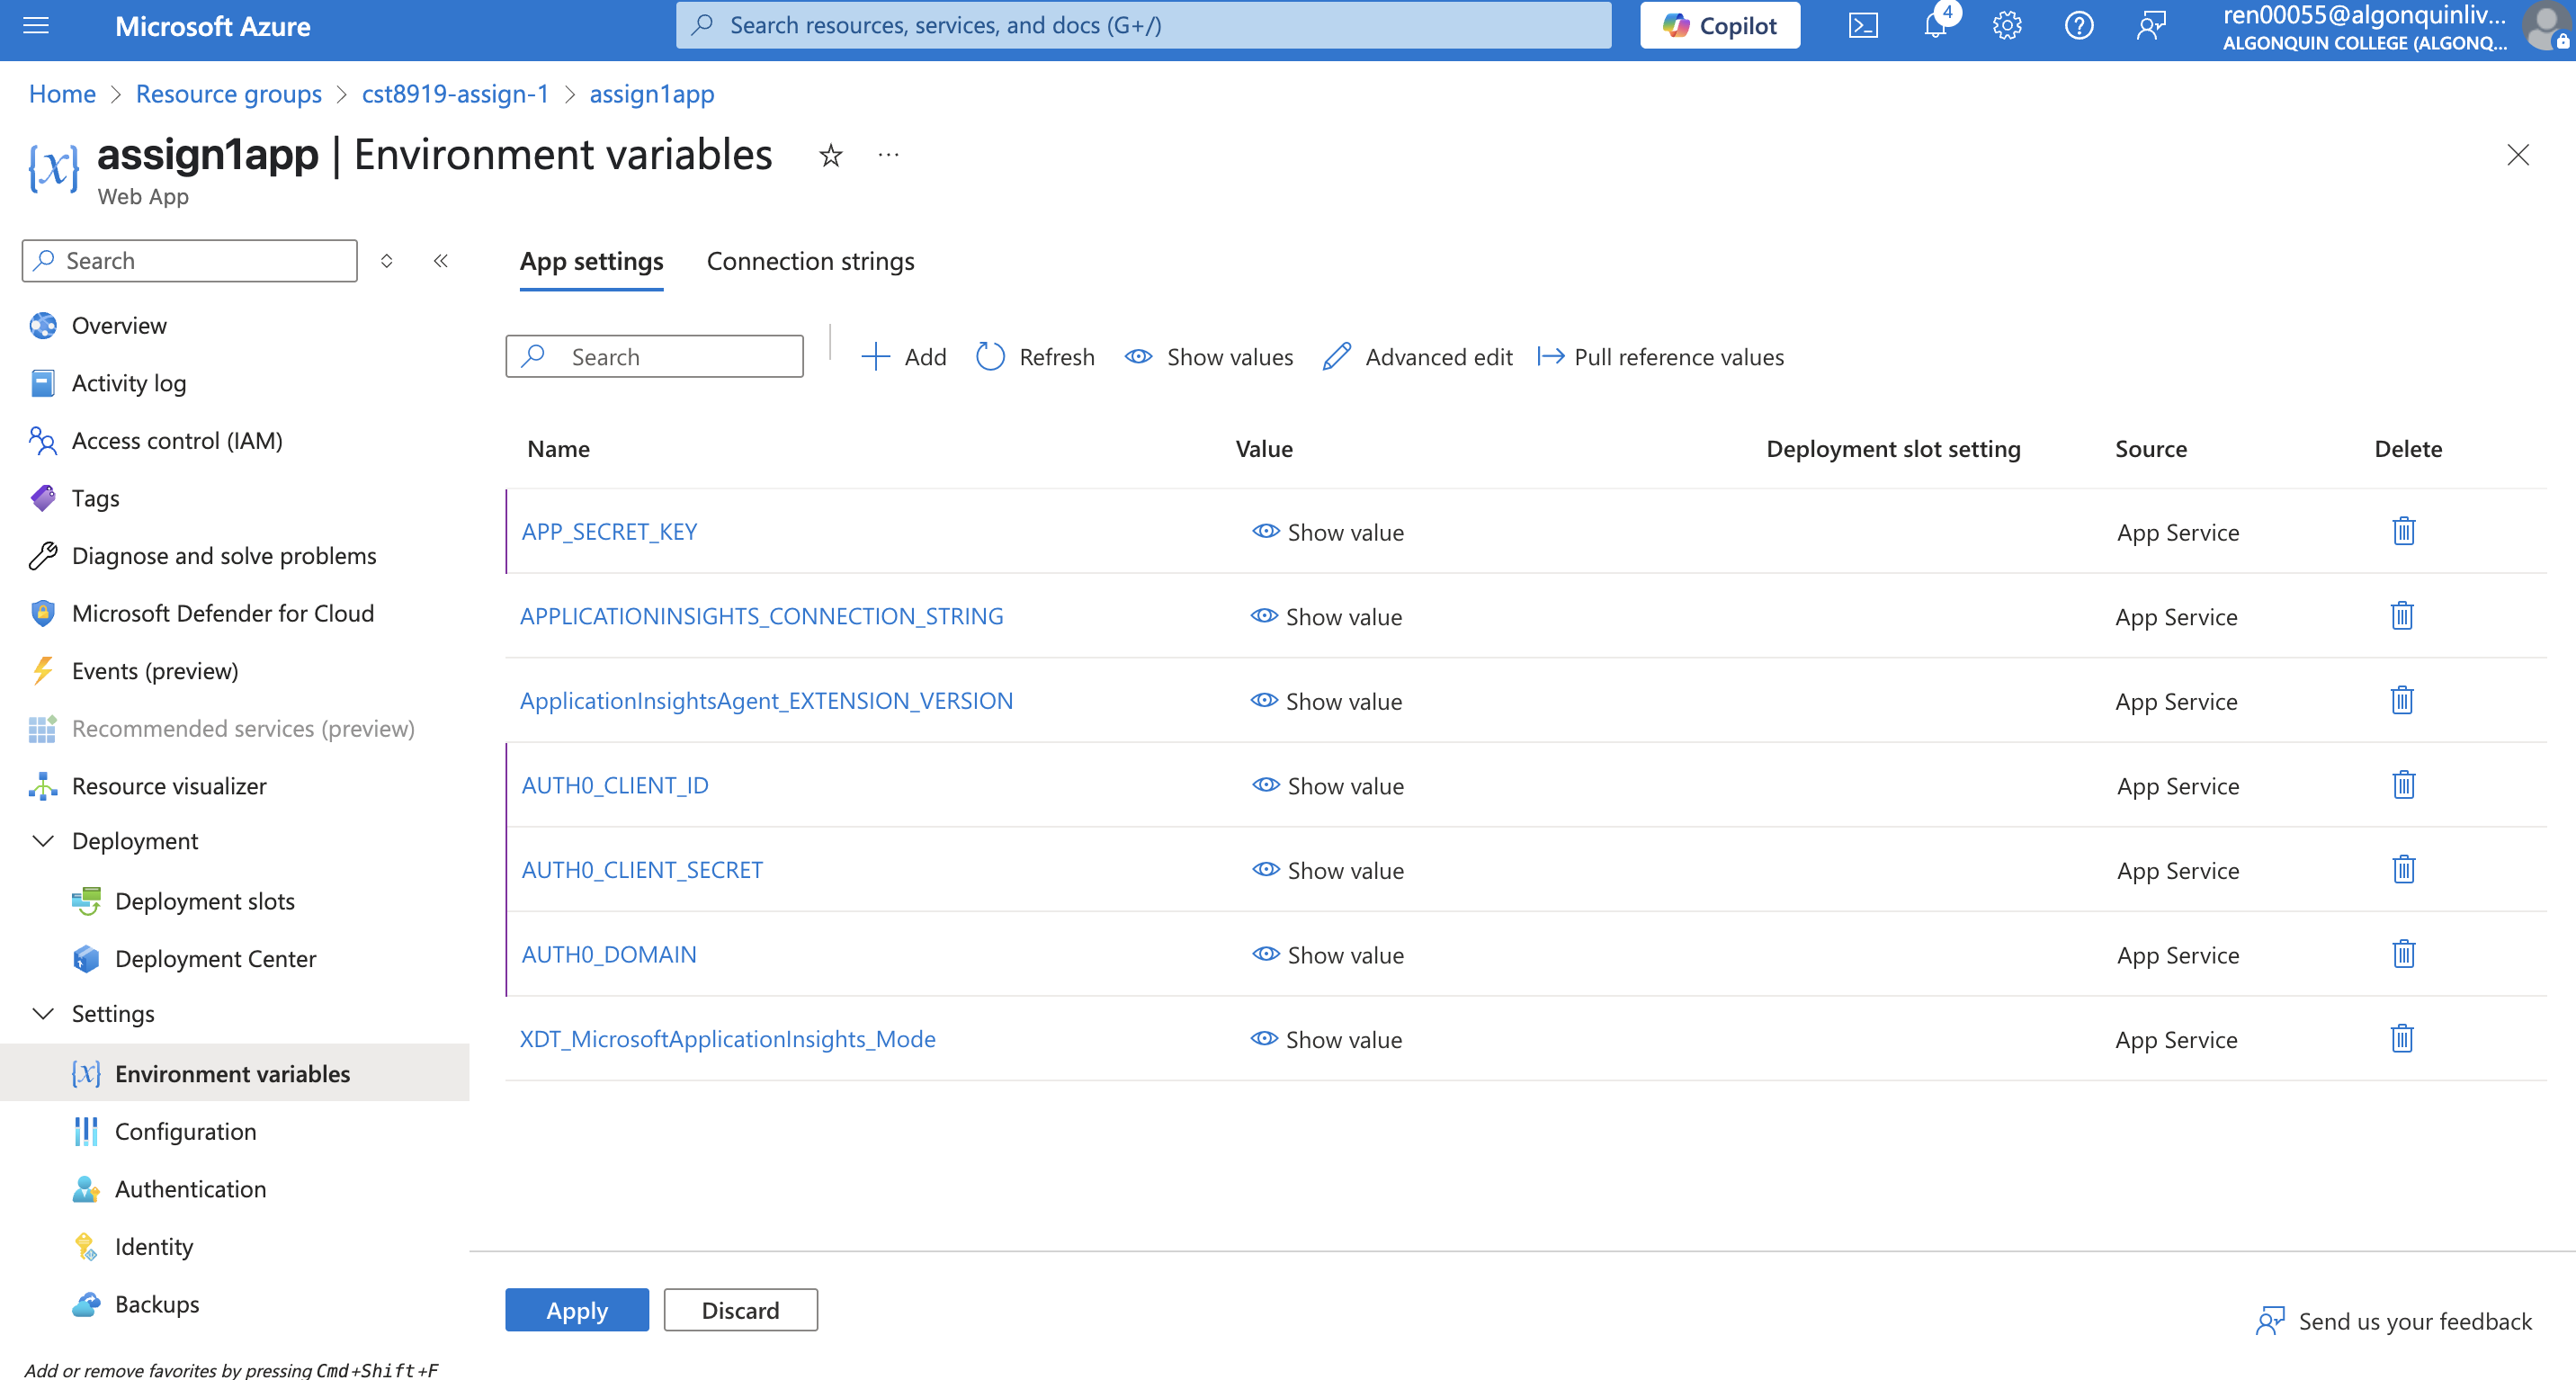 Microsoft Azure
Search resources, services, and docs (G+/)
Copilot
4
ren00055@algonquinliv...
ALGONQUIN COLLEGE (ALGONQ...
Home > Resource groups > cst8919-assign-1 > assign1app
{x} assign1app | Environment variables ...
Web App
Search
App settings
Connection strings
Search
Add
Refresh
Show values
Advanced edit
Pull reference values
Overview
Activity log
Access control (IAM)
Tags
Diagnose and solve problems
Microsoft Defender for Cloud
Events (preview)
Recommended services (preview)
Resource visualizer
Deployment
Deployment slots
Deployment Center
Settings
{x} Environment variables
Configuration
Authentication
Identity
Backups
Add or remove favorites by pressing Cmd+Shift+F
Name Value Deployment slot setting Source Delete
APP_SECRET_KEY Show value App Service
APPLICATIONINSIGHTS_CONNECTION_STRING Show value App Service
ApplicationInsightsAgent_EXTENSION_VERSION Show value App Service
AUTH0_CLIENT_ID Show value App Service
AUTH0_CLIENT_SECRET Show value App Service
AUTH0_DOMAIN Show value App Service
XDT_MicrosoftApplicationInsights_Mode Show value App Service
Apply
Discard
Send us your feedback